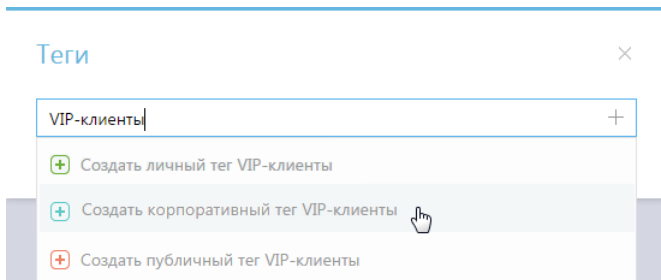 Теги
VIP-клиенты
Создать личный тег VIP-клиенты
Создать корпоративный тег VIP-клиенты
Создать публичный тег VIP-клиенты